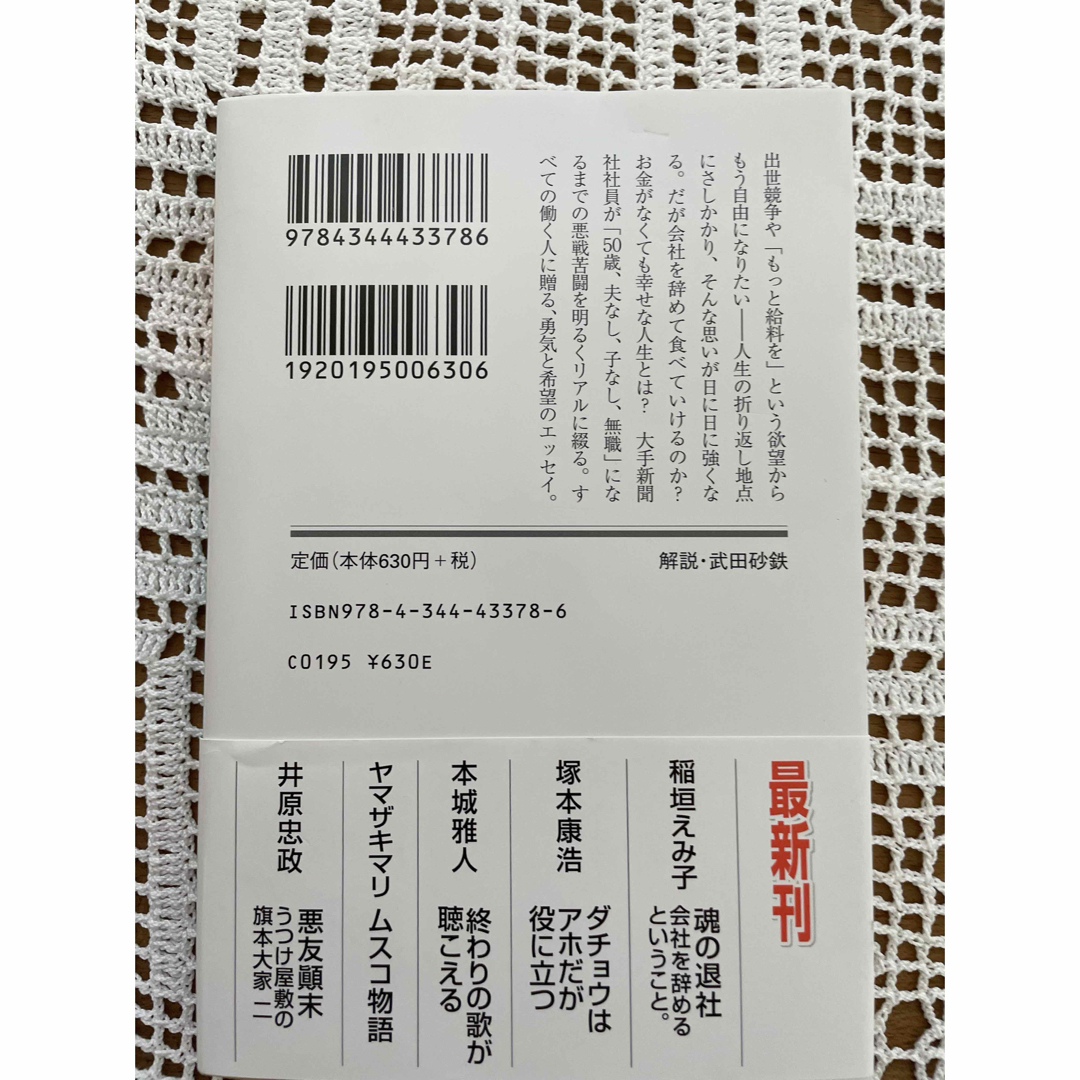 出世競争や「もっと給料を」という欲望から
もう自由になりたい――人生の折り返し地点
にさしかかり、そんな思いが日に日に強くな
る。だが会社を辞めて食べていけるのか？
お金がなくても幸せな人生とは？　大手新聞
社社員が「50歳、夫なし、子なし、無職」にな
るまでの悪戦苦闘を明るくリアルに綴る。す
べての働く人に贈る、勇気と希望のエッセイ。
9784344433786
1920195006306
定価(本体630円＋税)
解説・武田砂鉄
ISBN978-4-344-43378-6
C0195 ¥630E
最新刊
稲垣えみ子
魂の退社
会社を辞める
ということ。
塚本康浩
ダチョウは
アホだが
役に立つ
本城雅人
終わりの歌が
聴こえる
ヤマザキマリ
ムスコ物語
井原忠政
悪友顚末
うつけ屋敷の
旗本大家 二